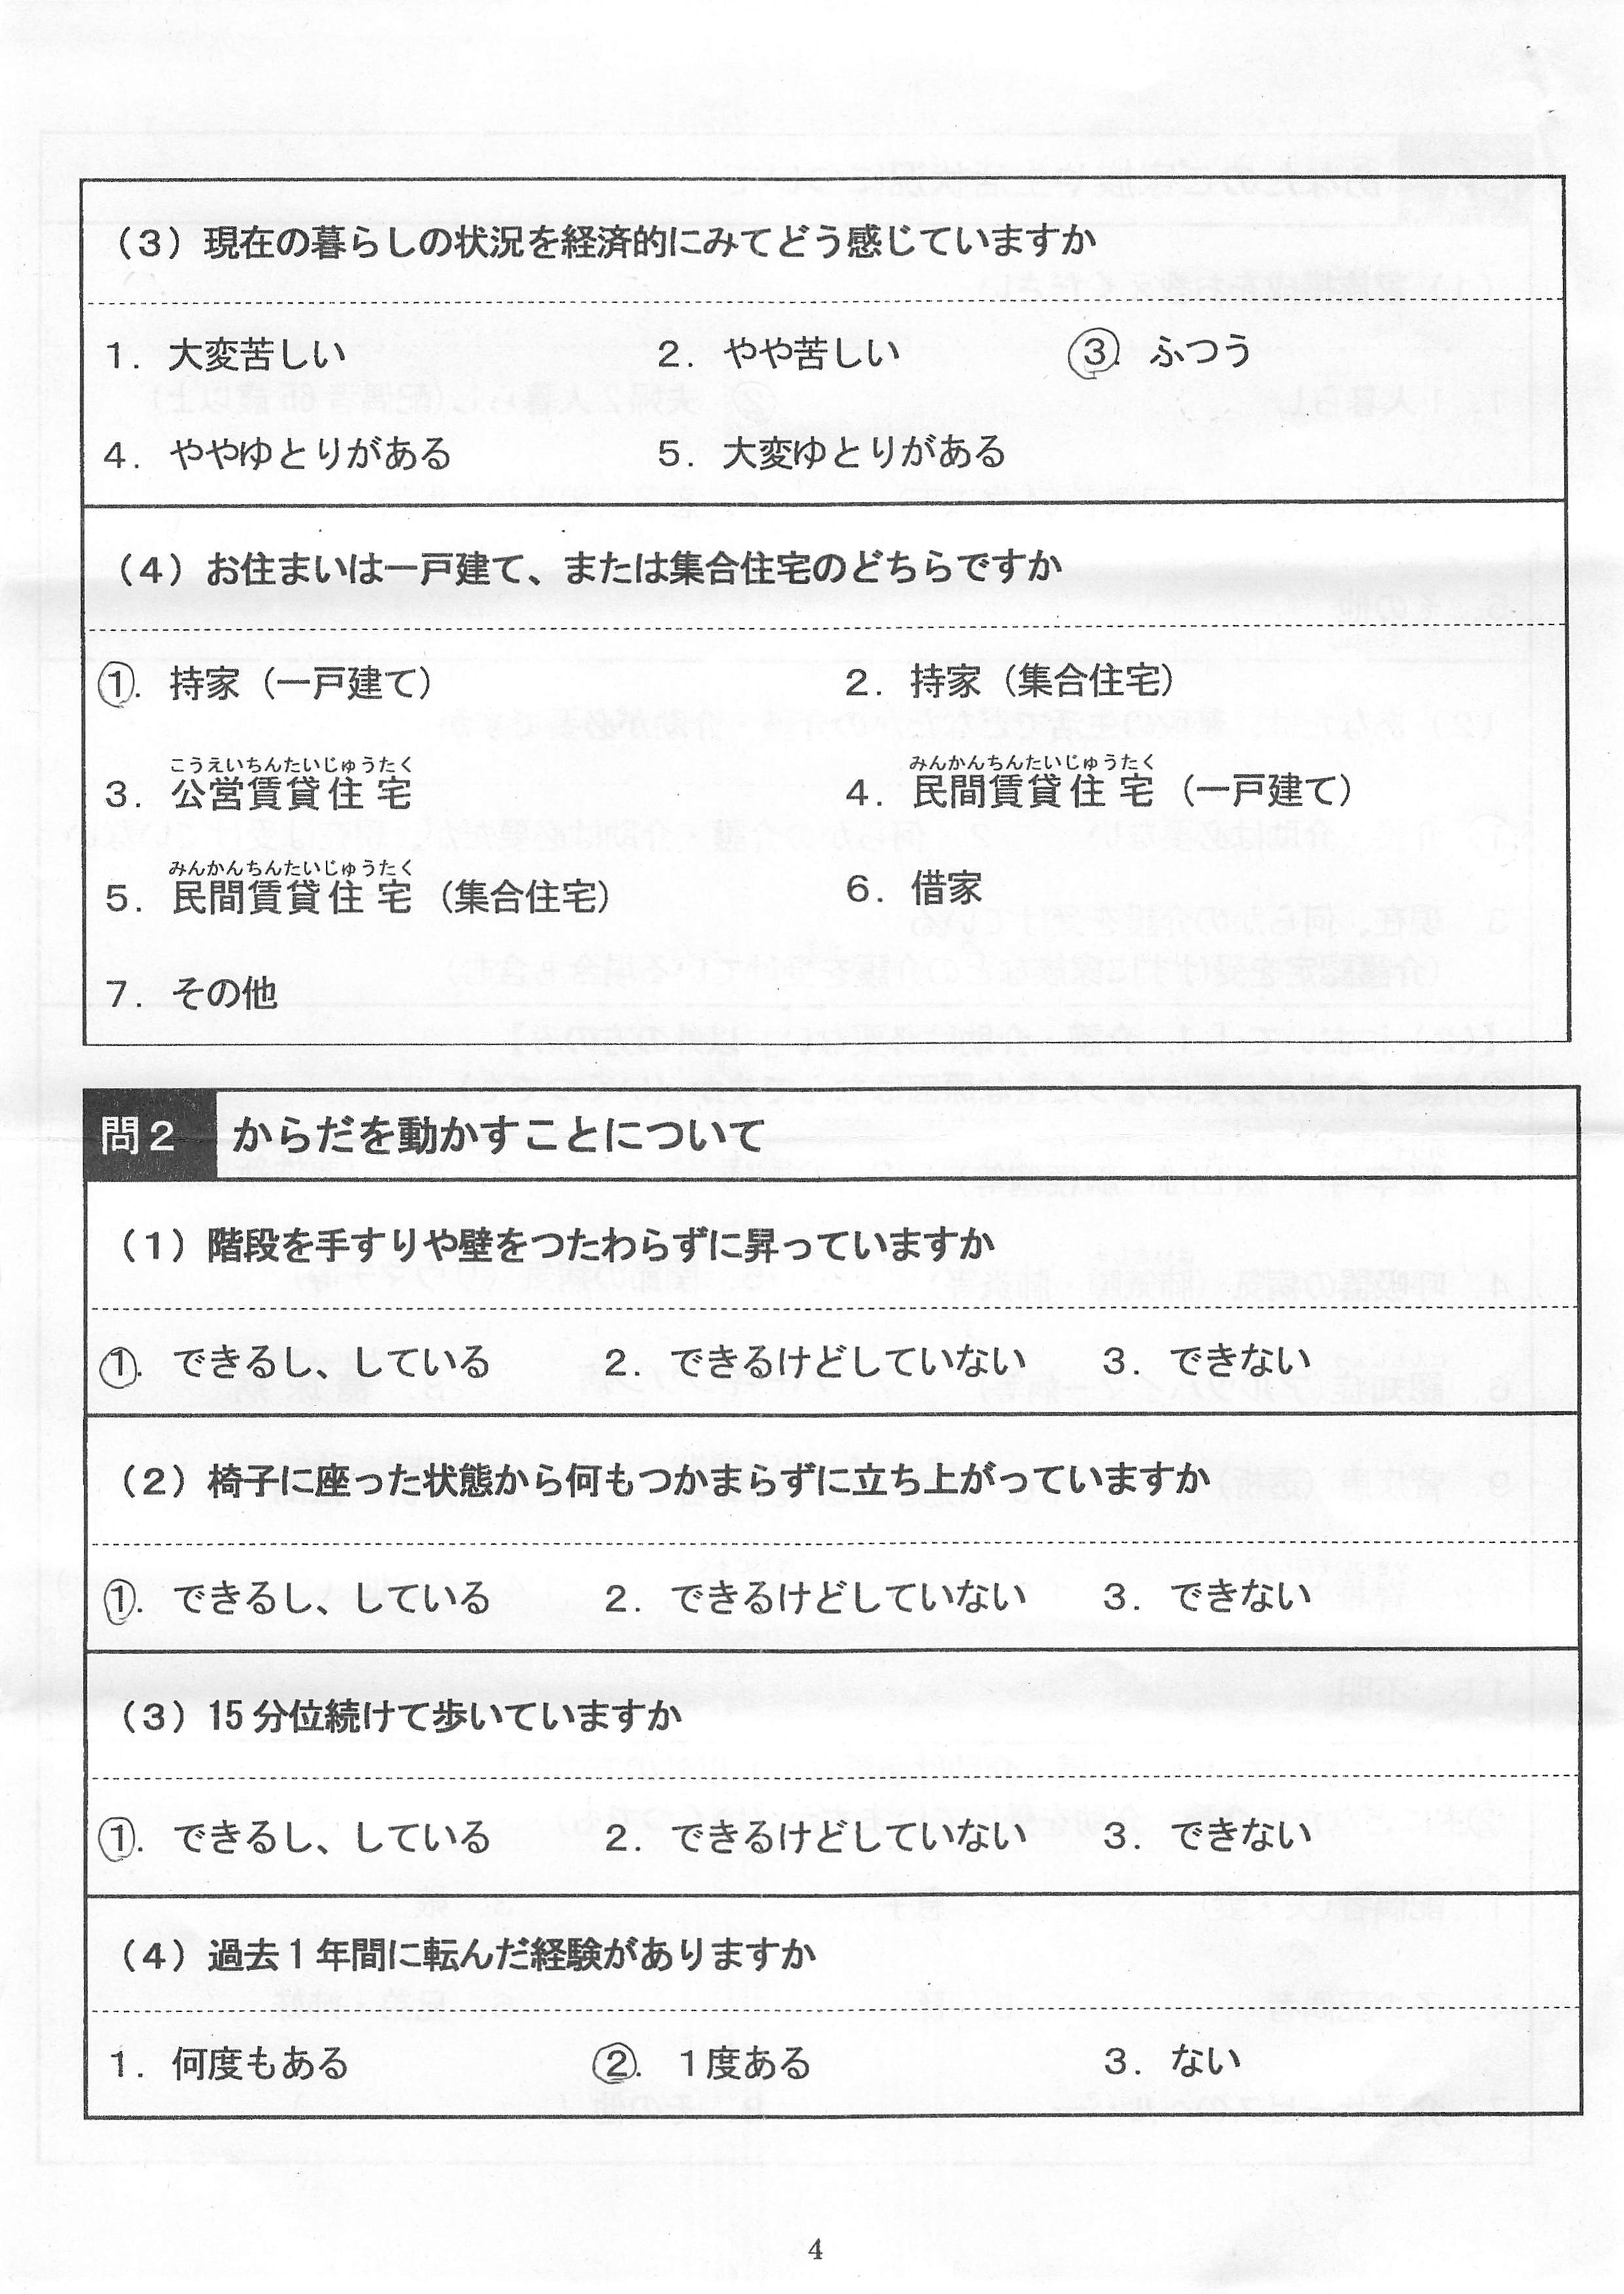 （3）現在の暮らしの状況を経済的にみてどう感じていますか
1．大変苦しい　2．やや苦しい　③．ふつう
4．ややゆとりがある　5．大変ゆとりがある
（4）お住まいは一戸建て、または集合住宅のどちらですか
①．持家（一戸建て）　2．持家（集合住宅）
こうえいちんたいじゅうたく　みんかんちんたいじゅうたく
3．公営賃貸住宅　4．民間賃貸住宅（一戸建て）
みんかんちんたいじゅうたく
5．民間賃貸住宅（集合住宅）　6．借家
7．その他
問2　からだを動かすことについて
（1）階段を手すりや壁をつたわらずに昇っていますか
①．できるし、している　2．できるけどしていない　3．できない
（2）椅子に座った状態から何もつかまらずに立ち上がっていますか
①．できるし、している　2．できるけどしていない　3．できない
（3）15分位続けて歩いていますか
①．できるし、している　2．できるけどしていない　3．できない
（4）過去1年間に転んだ経験がありますか
1．何度もある　②．1度ある　3．ない
4